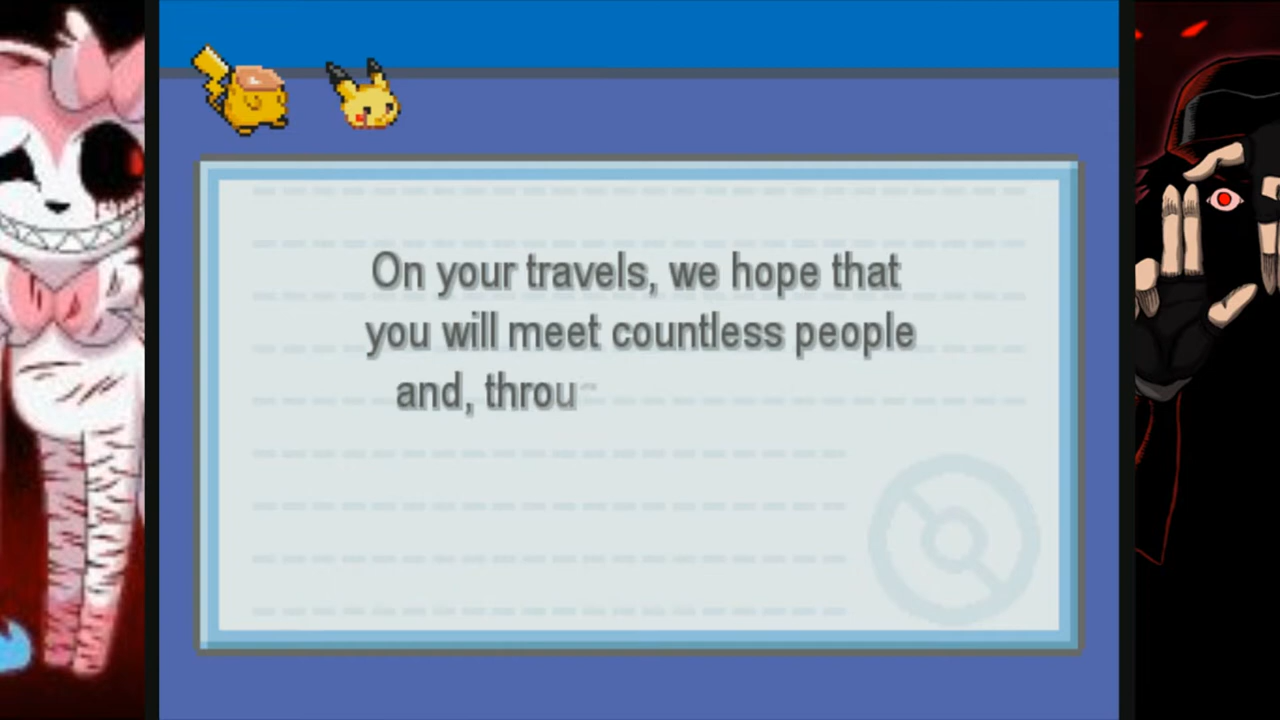 On your travels, we hope that
you will meet countless people
and, throu